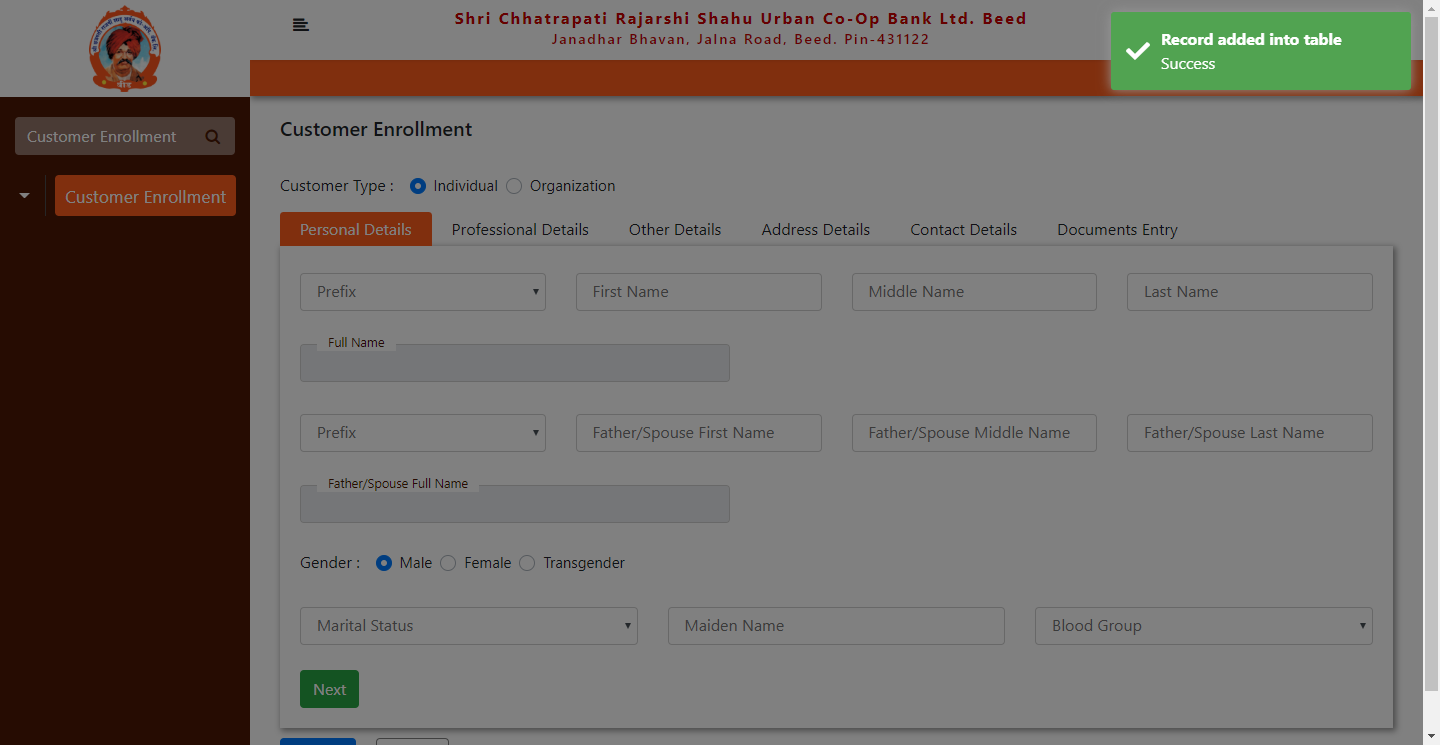 Shri Chhatrapati Rajarshi Shahu Urban Co-Op Bank Ltd. Beed
Janadhar Bhavan, Jalna Road, Beed. Pin-431122
Record added into table
Success
Customer Enrollment
Customer Enrollment
Customer Enrollment
Customer Type : Individual Organization
Personal Details Professional Details Other Details Address Details Contact Details Documents Entry
Prefix First Name Middle Name Last Name
Full Name
Prefix Father/Spouse First Name Father/Spouse Middle Name Father/Spouse Last Name
Father/Spouse Full Name
Gender : Male Female Transgender
Marital Status Maiden Name Blood Group
Next